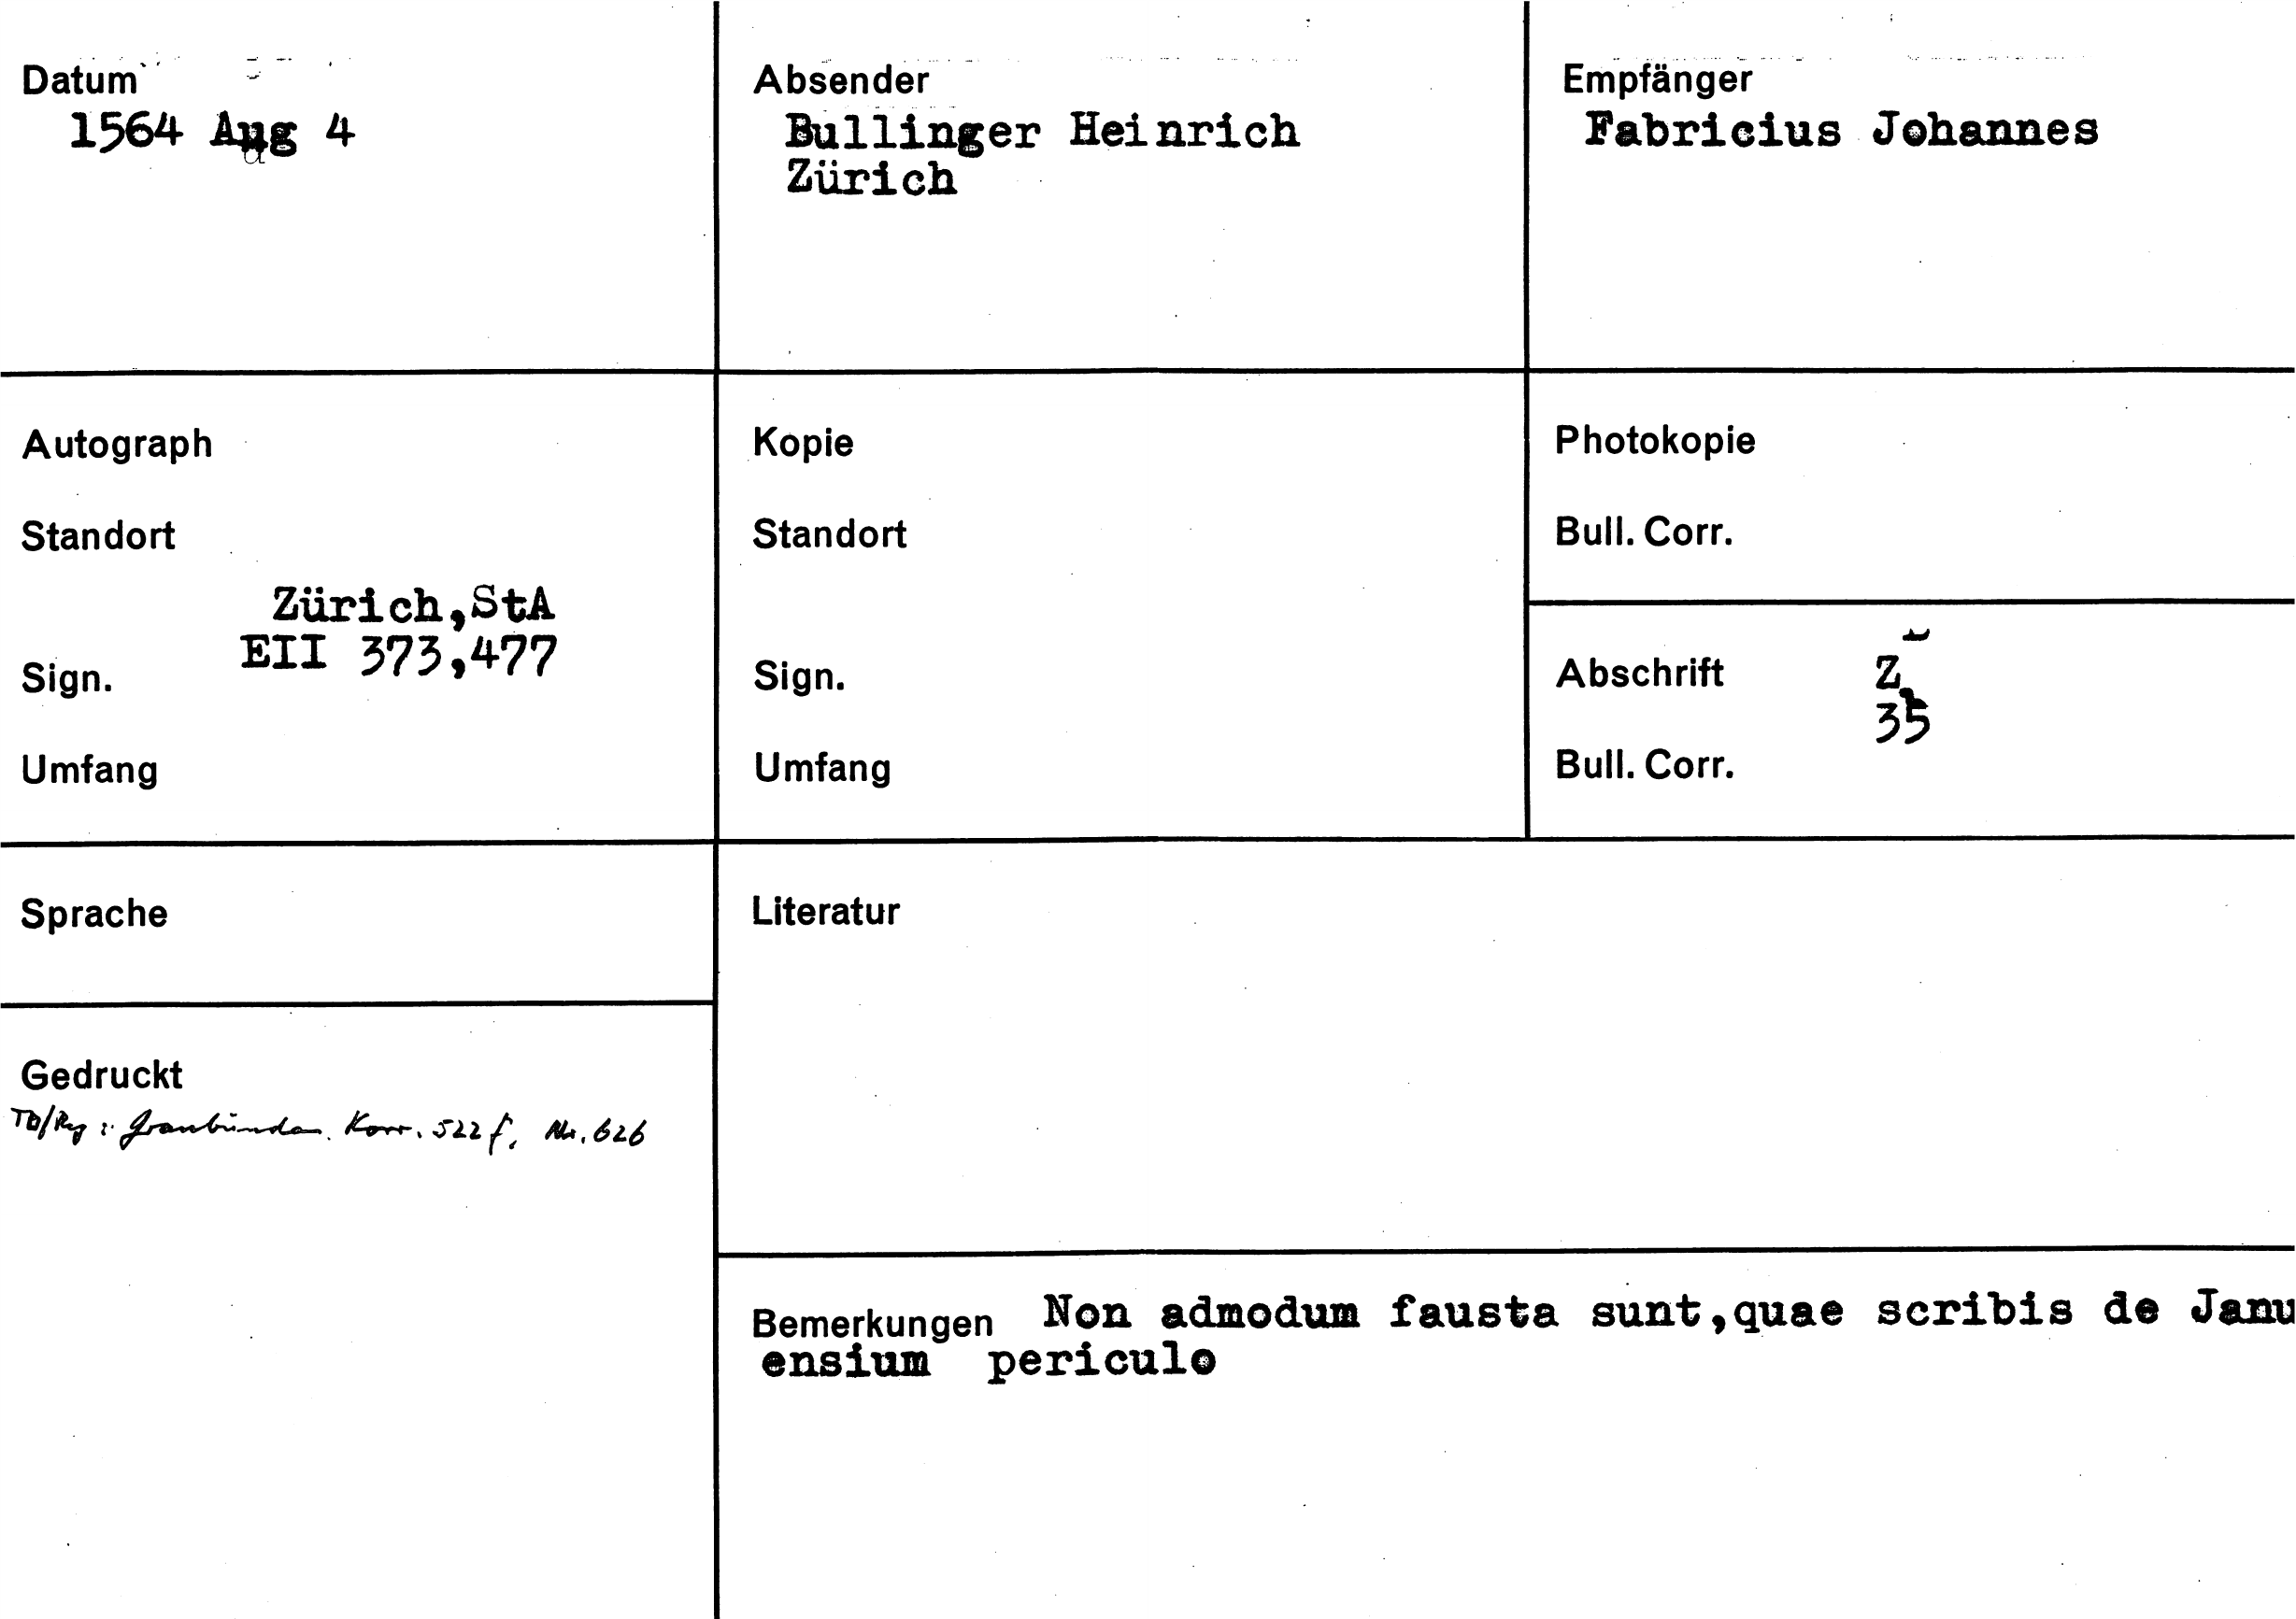 Datum
1564 Aug 4
Absender
Bullinger Heinrich
Zürich
Empfänger
Fabricius Johannes
Autograph
Standort
Zürich,StA
EII 373,477
Sign.
Umfang
Kopie
Standort
Sign.
Umfang
Photokopie
Bull. Corr.
Abschrift Z
35
Bull. Corr.
Sprache
Gedruckt
TD/Reg: Graubünden. Korr. 522 f, Nr. 626
Literatur
Bemerkungen Non admodum fausta sunt,quae scribis de Janu
ensium periculo